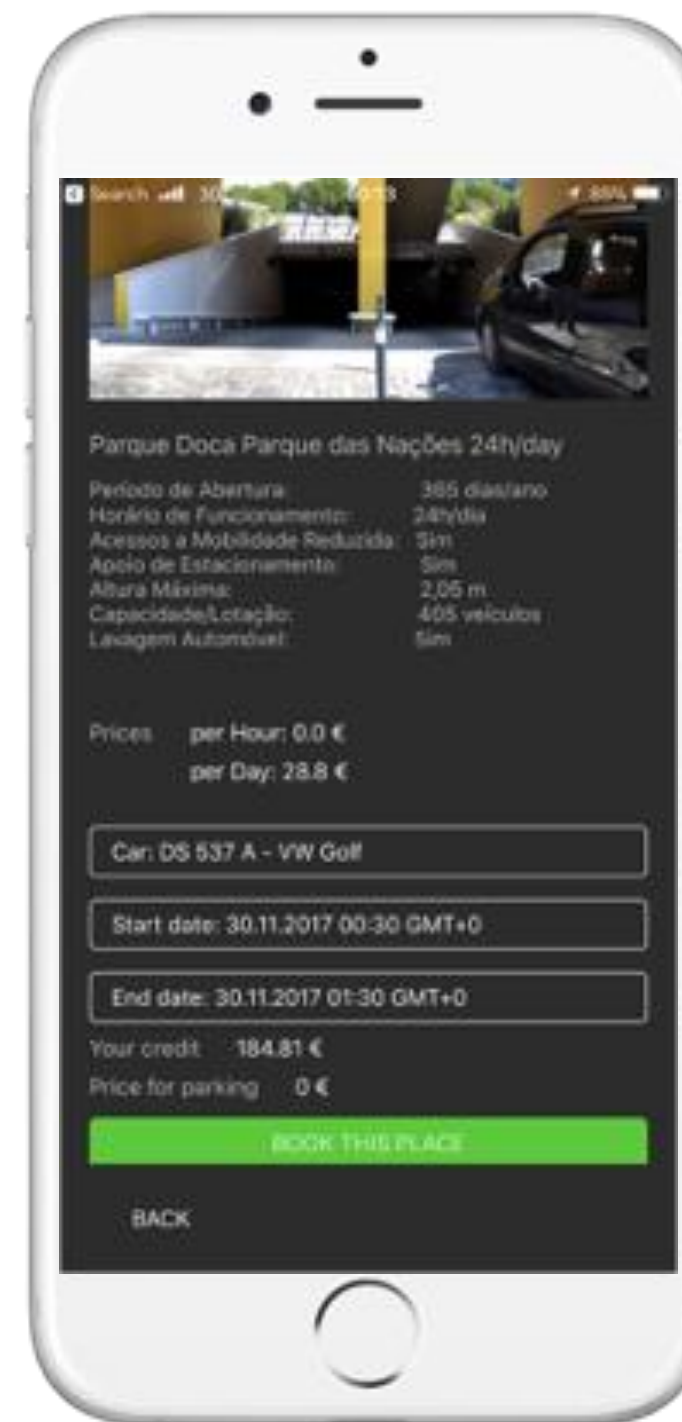 Search
Parque Doca Parque das Nações 24h/day
Período de Abertura: 365 dias/ano
Horário de Funcionamento: 24h/dia
Acessos a Mobilidade Reduzida: Sim
Apoio de Estacionamento: Sim
Altura Máxima: 2,05 m
Capacidade/Lotação: 405 veículos
Lavagem Automóvel: Sim
Prices per Hour: 0.0 €
per Day: 28.8 €
Car: DS 537 A - VW Golf
Start date: 30.11.2017 00:30 GMT+0
End date: 30.11.2017 01:30 GMT+0
Your credit 184.81 €
Price for parking 0 €
BOOK THIS PLACE
BACK